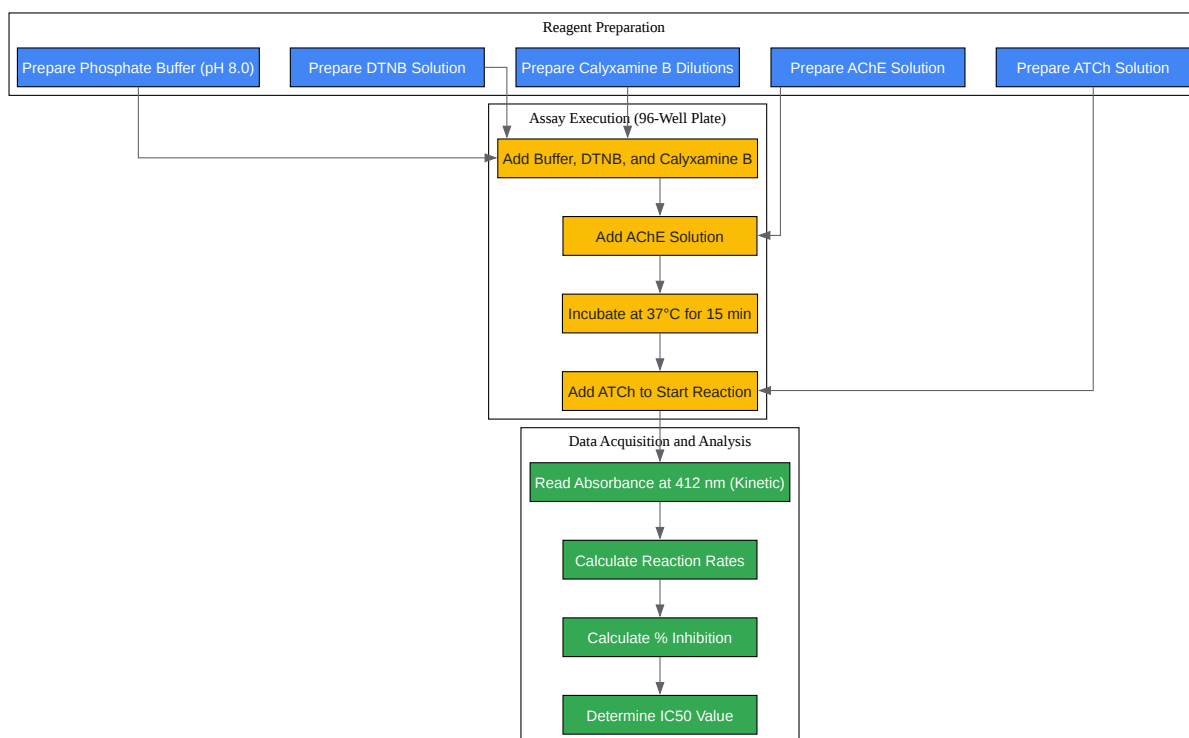 Reagent Preparation
Prepare Phosphate Buffer (pH 8.0)
Prepare DTNB Solution
Prepare Calyxamine B Dilutions
Prepare AChE Solution
Prepare ATCh Solution
Assay Execution (96-Well Plate)
Add Buffer, DTNB, and Calyxamine B
Add AChE Solution
Incubate at 37°C for 15 min
Add ATCh to Start Reaction
Data Acquisition and Analysis
Read Absorbance at 412 nm (Kinetic)
Calculate Reaction Rates
Calculate % Inhibition
Determine IC50 Value